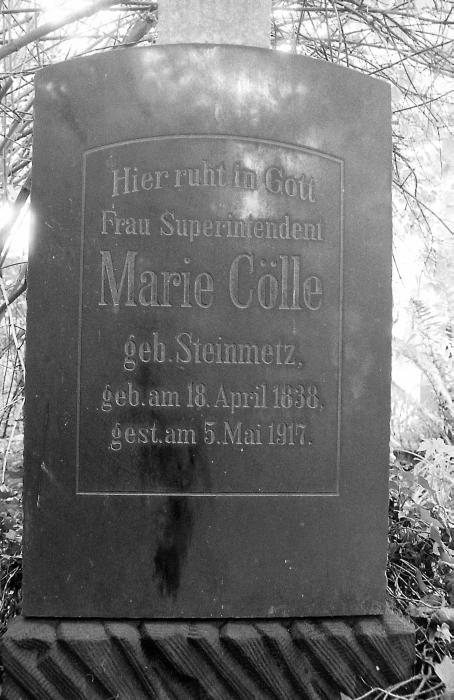 Hier ruht in Gott
Frau Superintendent
Marie Cölle
geb. Steinmetz,
geb. am 18. April 1838,
gest. am 5. Mai 1917.